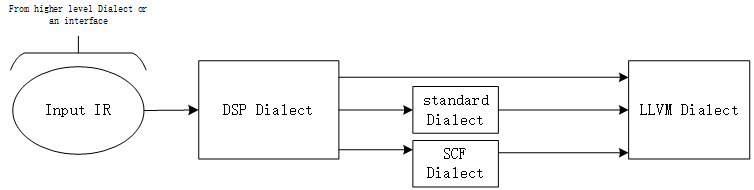 From higher level Dialect or
an interface
Input IR
DSP Dialect
standard
Dialect
SCF
Dialect
LLVM Dialect